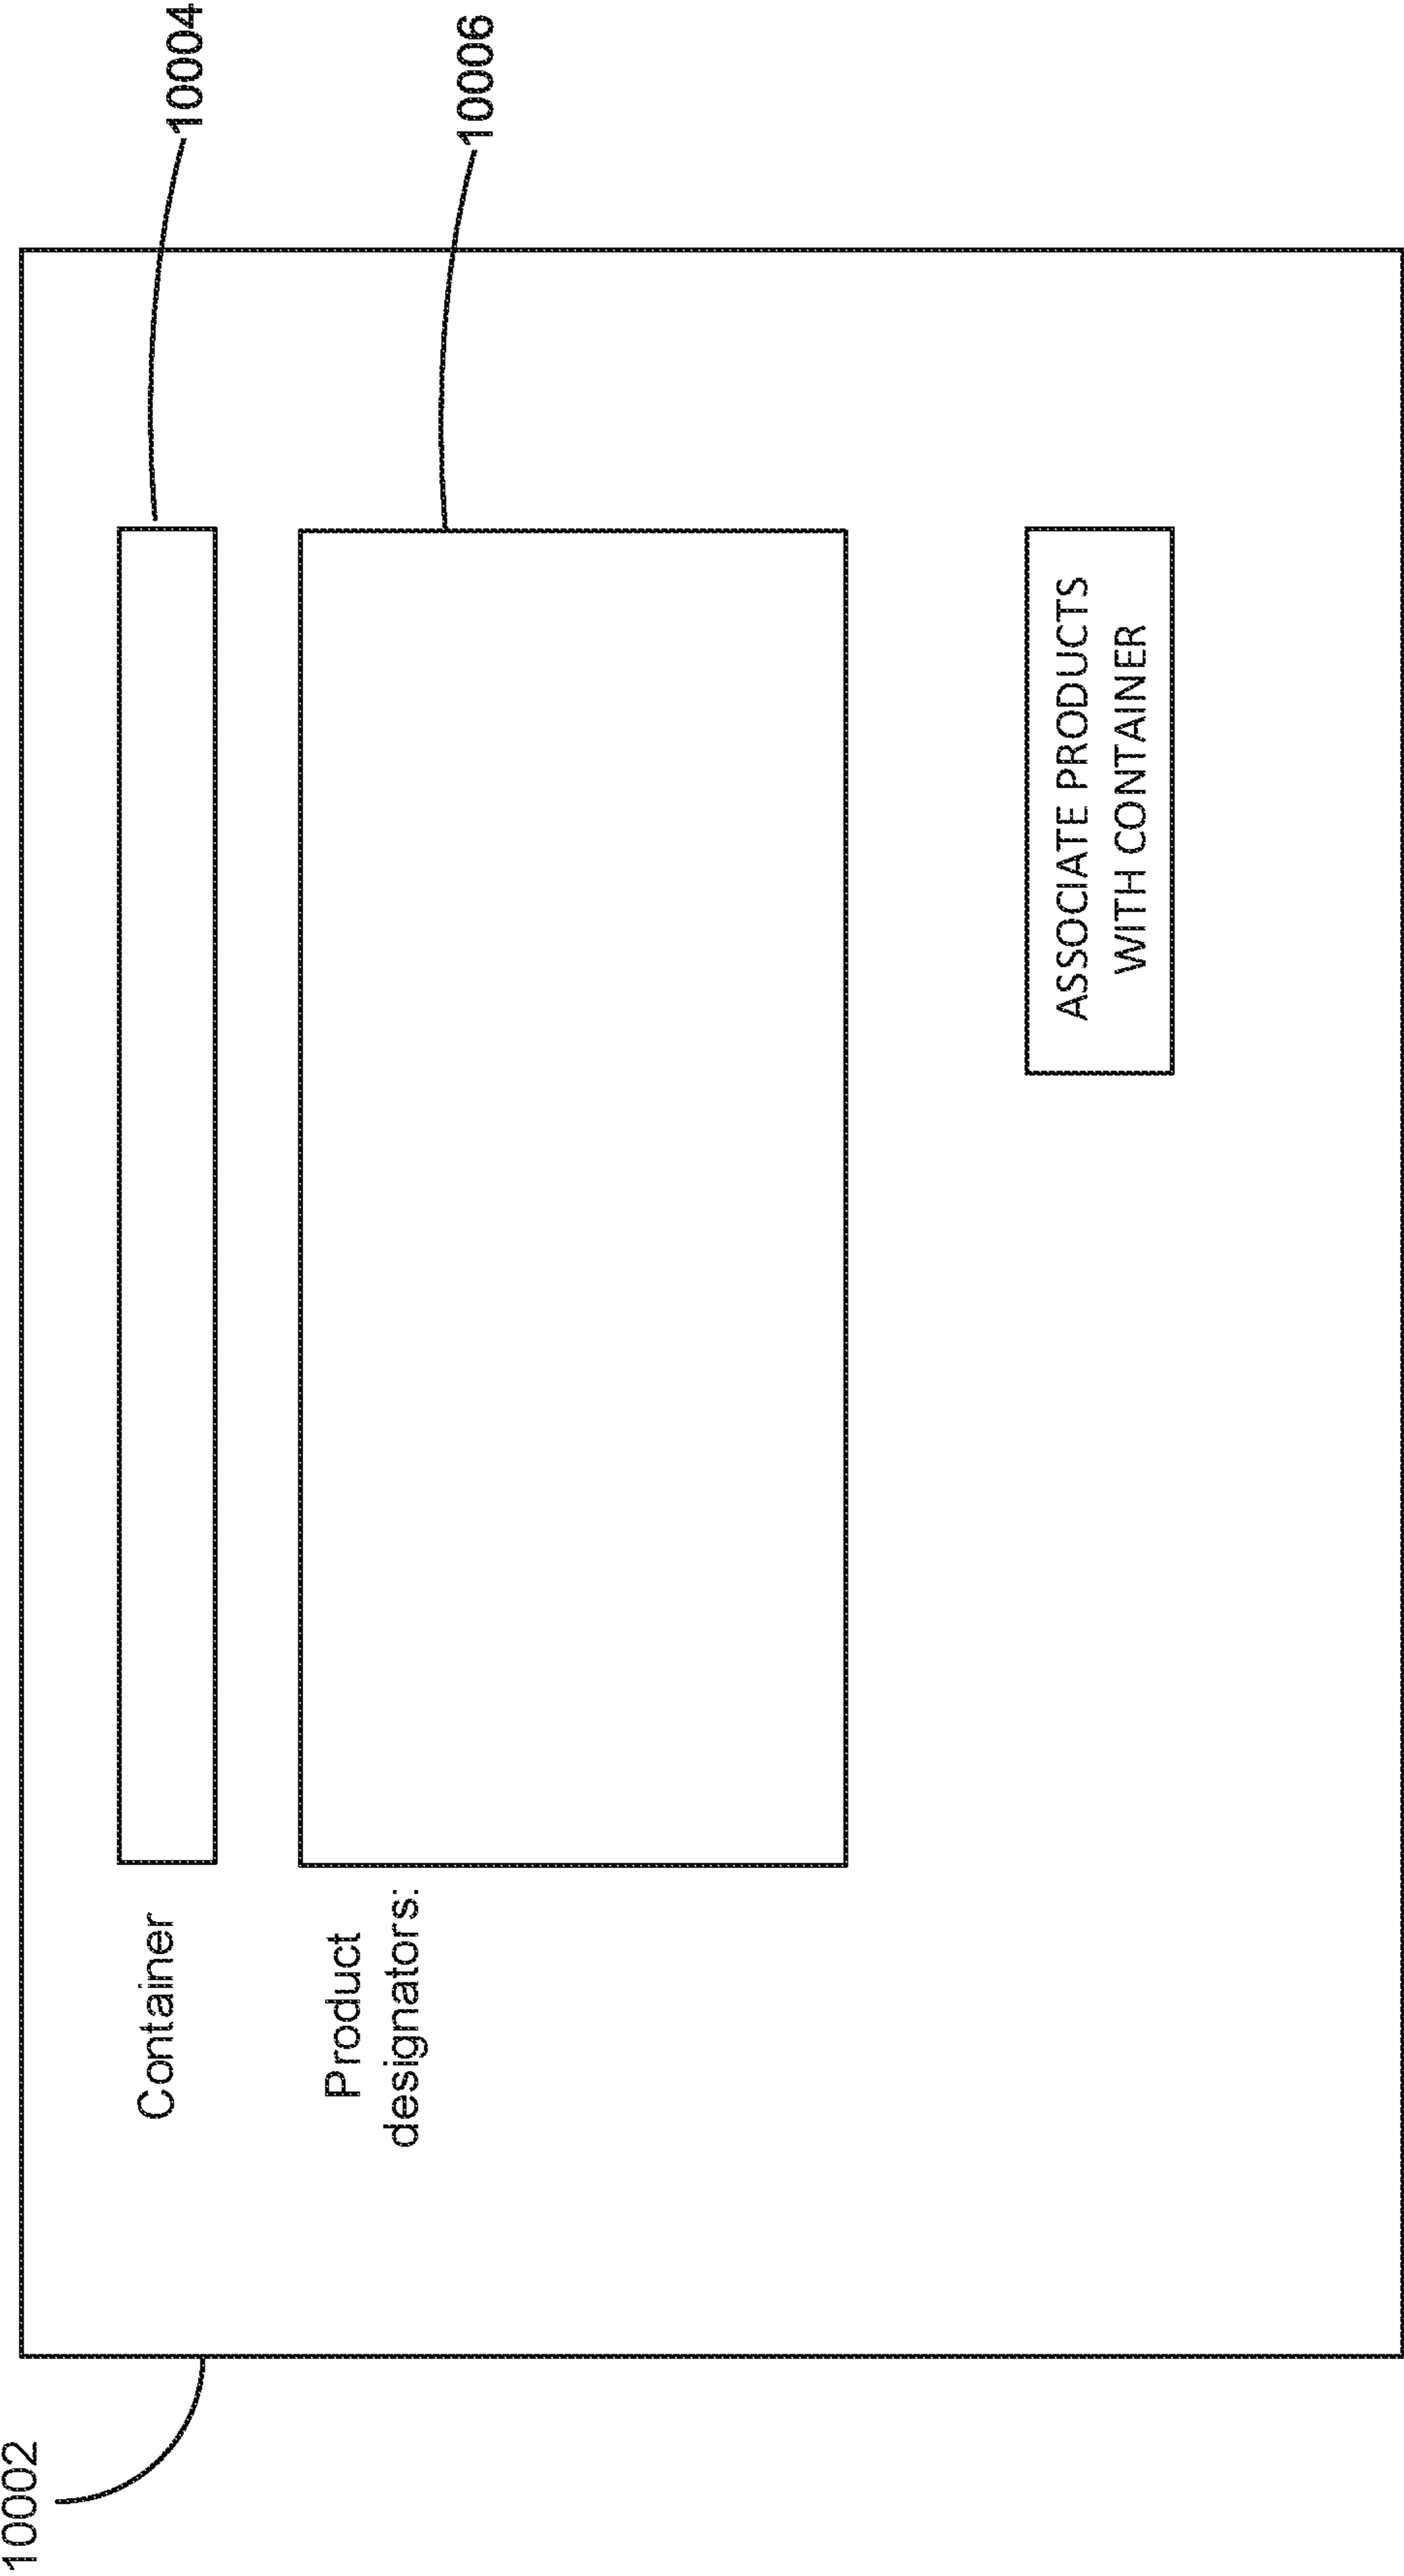 10002
10004
Container
10006
Product
designators:
ASSOCIATE PRODUCTS
WITH CONTAINER